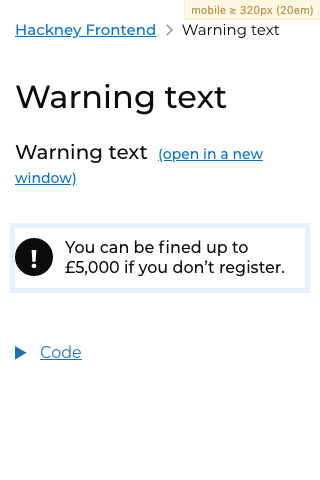 mobile ≥ 320px (20em)
Hackney Frontend > Warning text
Warning text
Warning text (open in a new
window)
! You can be fined up to
£5,000 if you don’t register.
Code